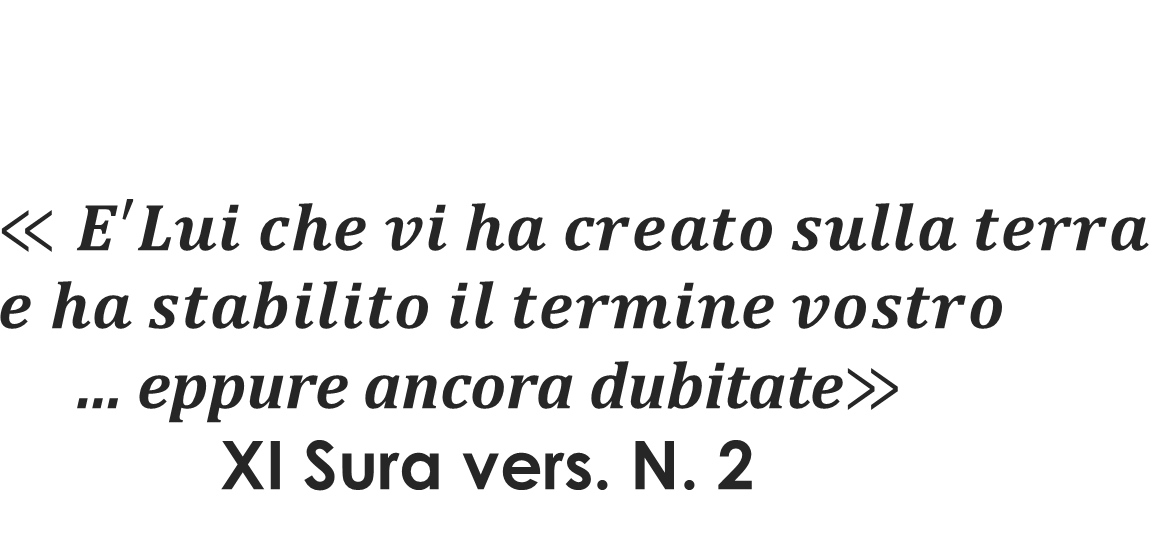 ≪ E'Lui che vi ha creato sulla terra
e ha stabilito il termine vostro
... eppure ancora dubitate≫
XI Sura vers. N. 2